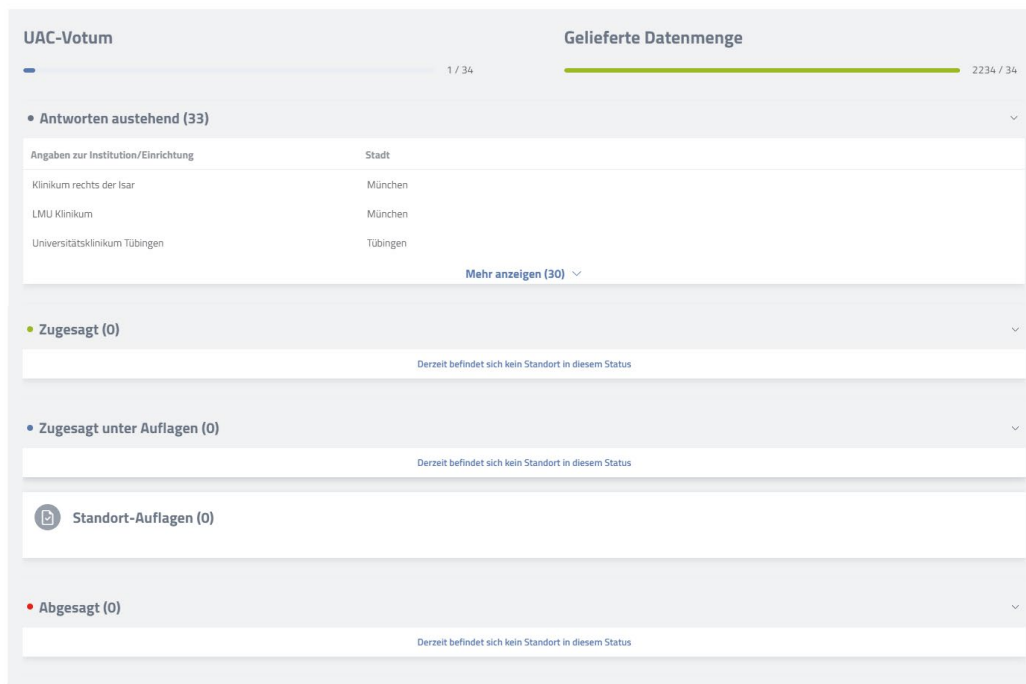 UAC-Votum
Gelieferte Datenmenge
1 / 34
2234 / 34
Antworten austehend (33)
Angaben zur Institution/Einrichtung Stadt
Klinikum rechts der Isar München
LMU Klinikum München
Universitätsklinikum Tübingen Tübingen
Mehr anzeigen (30)
Zugesagt (0)
Derzeit befindet sich kein Standort in diesem Status
Zugesagt unter Auflagen (0)
Derzeit befindet sich kein Standort in diesem Status
Standort-Auflagen (0)
Abgesagt (0)
Derzeit befindet sich kein Standort in diesem Status